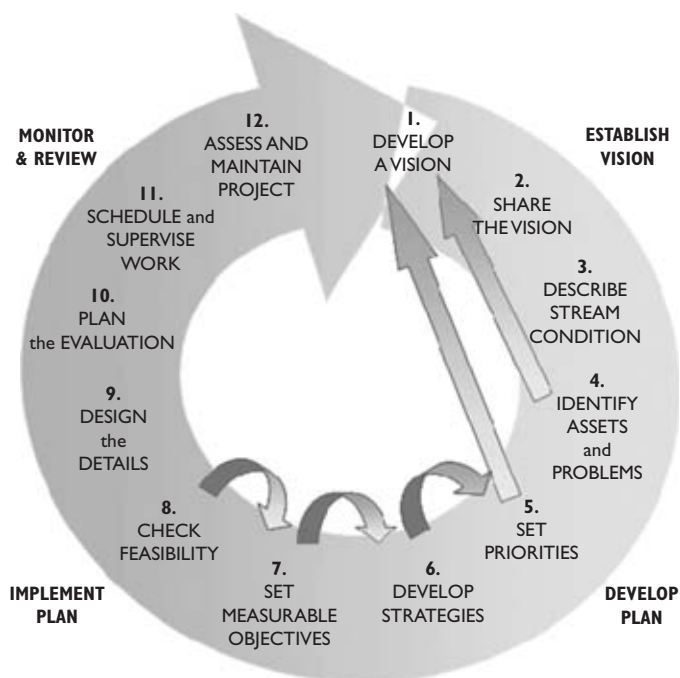 1.
DEVELOP
A VISION
ESTABLISH
VISION
2.
SHARE
THE VISION
3.
DESCRIBE
STREAM
CONDITION
4.
IDENTIFY
ASSETS
and
PROBLEMS
5.
SET
PRIORITIES
DEVELOP
PLAN
6.
DEVELOP
STRATEGIES
7.
SET
MEASURABLE
OBJECTIVES
8.
CHECK
FEASIBILITY
IMPLEMENT
PLAN
9.
DESIGN
the
DETAILS
10.
PLAN
the EVALUATION
11.
SCHEDULE and
SUPERVISE
WORK
MONITOR
& REVIEW
12.
ASSESS AND
MAINTAIN
PROJECT